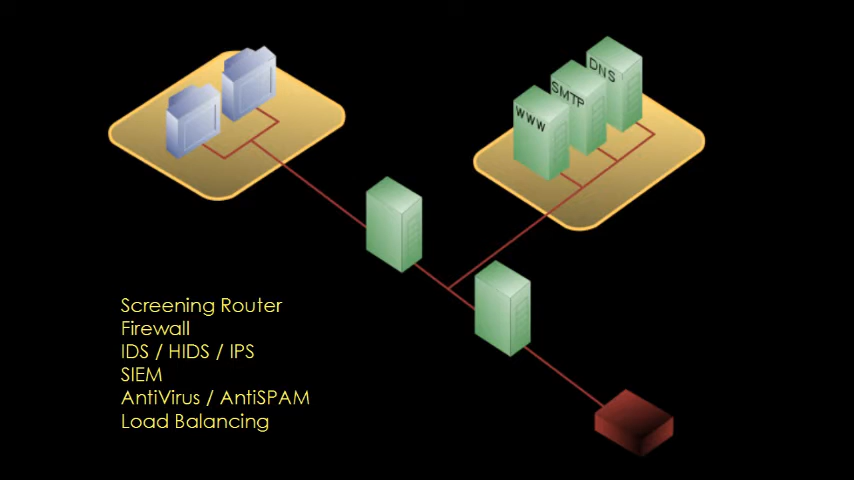 DNS
SMTP
WWW
Screening Router
Firewall
IDS / HIDS / IPS
SIEM
AntiVirus / AntiSPAM
Load Balancing